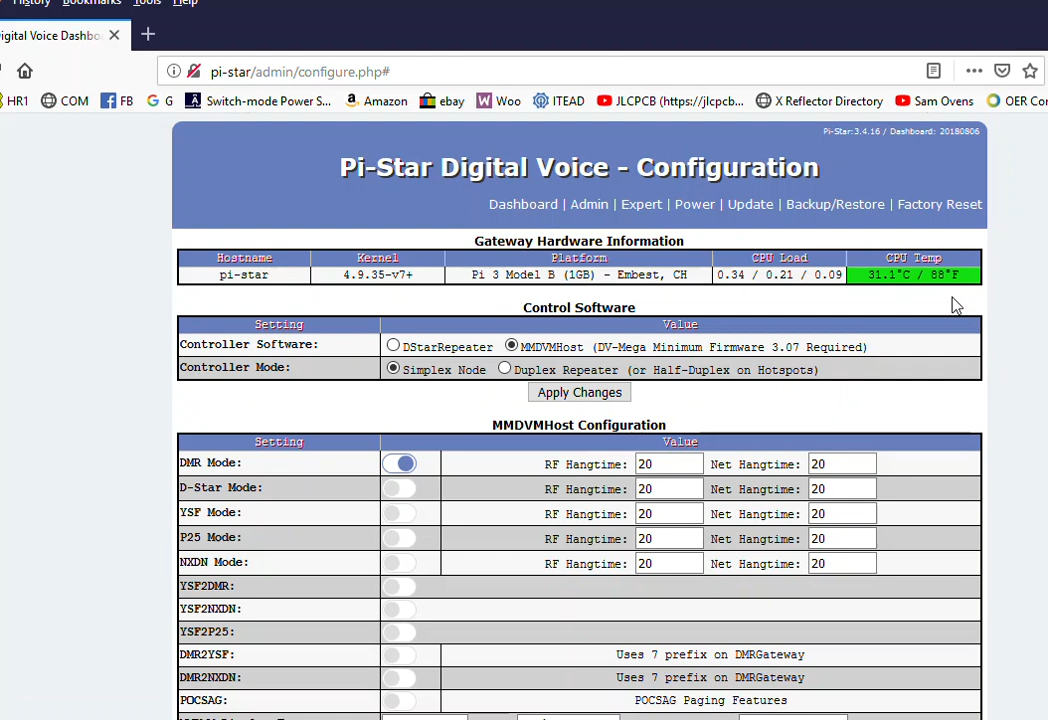 History Bookmarks Tools Help
igital Voice Dashbo
pi-star/admin/configure.php#
HR1 COM FB G Switch-mode Power S... Amazon ebay Woo ITEAD JLCPCB (https://jlcpcb... X Reflector Directory Sam Ovens OER Co
Pi-Star:3.4.16 / Dashboard: 20180806
Pi-Star Digital Voice - Configuration
Dashboard | Admin | Expert | Power | Update | Backup/Restore | Factory Reset
Gateway Hardware Information
Hostname Kernel Platform CPU Load CPU Temp
pi-star 4.9.35-v7+ Pi 3 Model B (1GB) - Embest, CH 0.34 / 0.21 / 0.09 31.1°C / 88°F
Control Software
Setting Value
Controller Software: DStarRepeater MMDVMHost (DV-Mega Minimum Firmware 3.07 Required)
Controller Mode: Simplex Node Duplex Repeater (or Half-Duplex on Hotspots)
Apply Changes
MMDVMHost Configuration
Setting Value
DMR Mode: RF Hangtime: 20 Net Hangtime: 20
D-Star Mode: RF Hangtime: 20 Net Hangtime: 20
YSF Mode: RF Hangtime: 20 Net Hangtime: 20
P25 Mode: RF Hangtime: 20 Net Hangtime: 20
NXDN Mode: RF Hangtime: 20 Net Hangtime: 20
YSF2DMR:
YSF2NXDN:
YSF2P25:
DMR2YSF: Uses 7 prefix on DMRGateway
DMR2NXDN: Uses 7 prefix on DMRGateway
POCSAG: POCSAG Paging Features